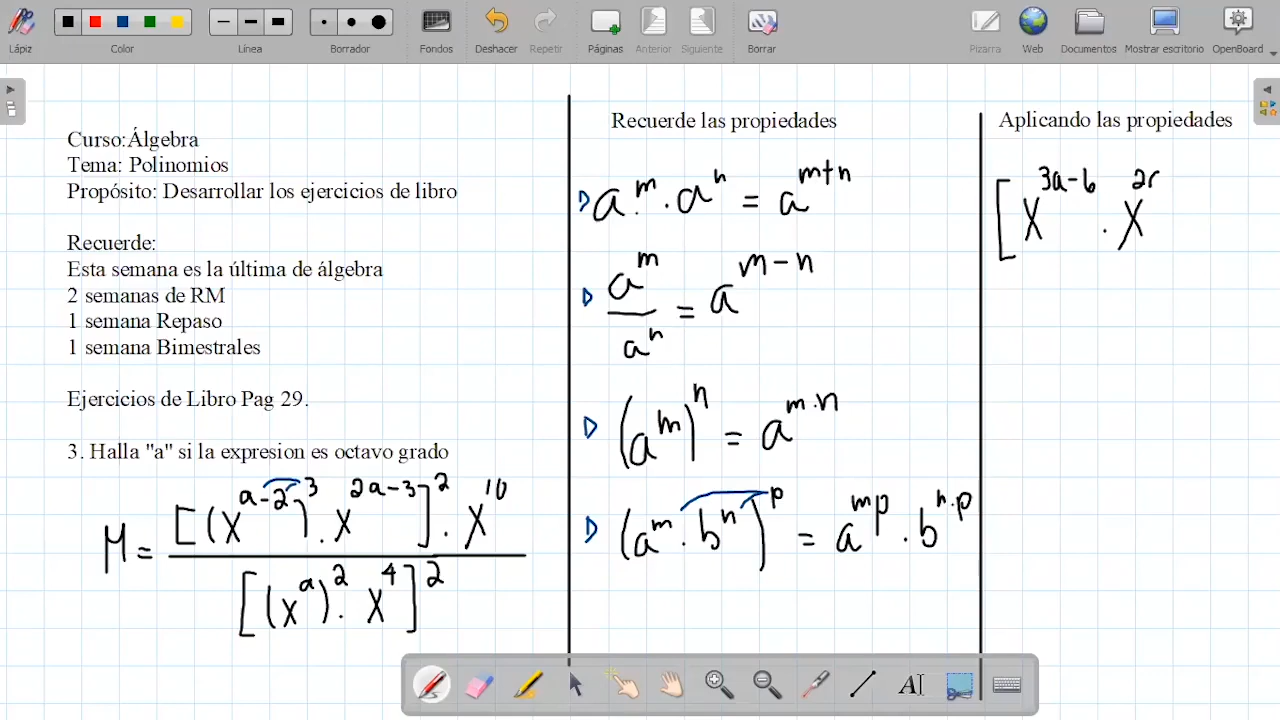 Lápiz Color Línea Borrador Fondos Deshacer Repetir Páginas Anterior Siguiente Borrar Pizarra Web Documentos Mostrar escritorio OpenBoard
Curso:Álgebra
Tema: Polinomios
Propósito: Desarrollar los ejercicios de libro
Recuerde:
Esta semana es la última de álgebra
2 semanas de RM
1 semana Repaso
1 semana Bimestrales
Ejercicios de Libro Pag 29.
3. Halla "a" si la expresion es octavo grado
M = [(x^{a-2})^3 . x^{2a-3}]^2 . x^{10} / [(x^a)^2 . x^4]^2
Recuerde las propiedades
a^m . a^n = a^{m+n}
a^m / a^n = a^{m-n}
(a^m)^n = a^{m.n}
(a^m . b^n)^p = a^{mp} . b^{n.p}
Aplicando las propiedades
[x^{3a-6} . x^{2
AI